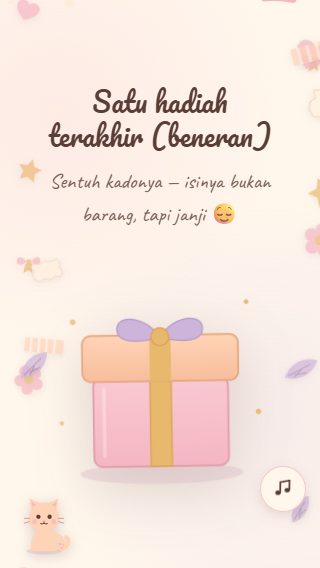 Satu hadiah
terakhir (beneran)
Sentuh kadonya — isinya bukan
barang, tapi janji 😌